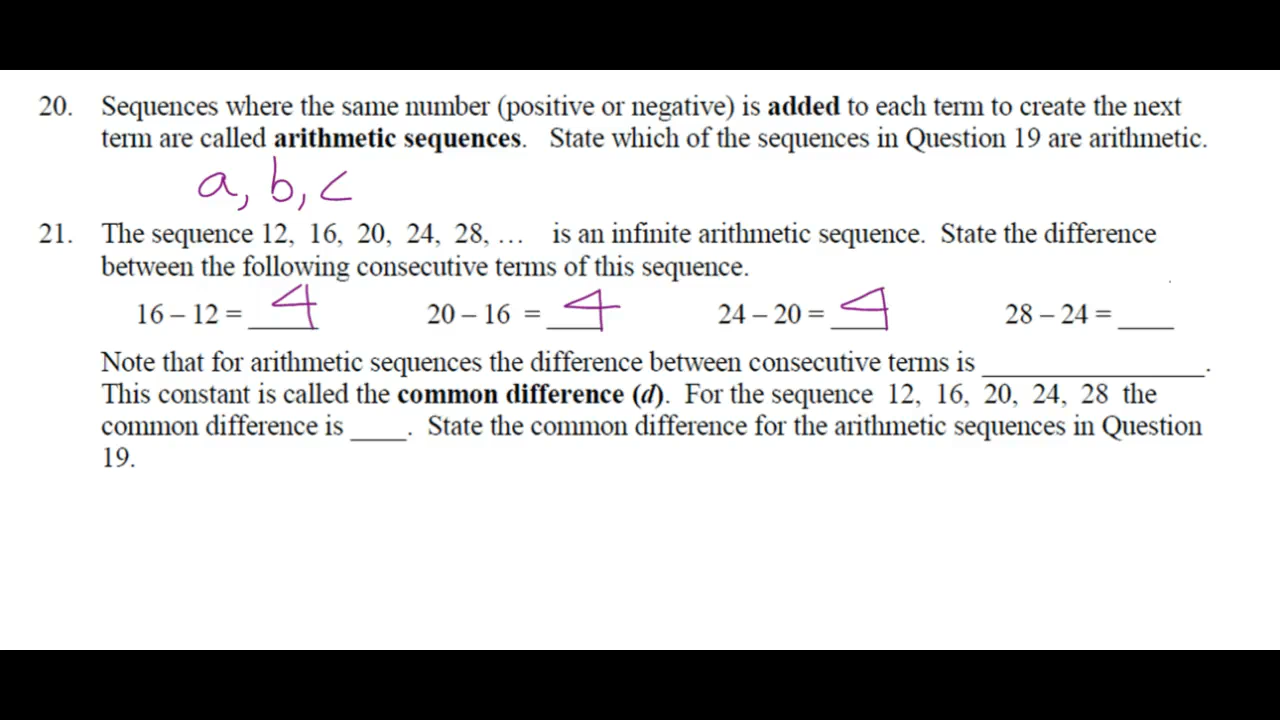 20. Sequences where the same number (positive or negative) is added to each term to create the next
term are called arithmetic sequences. State which of the sequences in Question 19 are arithmetic.
a, b, c
21. The sequence 12, 16, 20, 24, 28, … is an infinite arithmetic sequence. State the difference
between the following consecutive terms of this sequence.
16 – 12 = 4 20 – 16 = 4 24 – 20 = 4 28 – 24 = ____
Note that for arithmetic sequences the difference between consecutive terms is ________________.
This constant is called the common difference (d). For the sequence 12, 16, 20, 24, 28 the
common difference is ____. State the common difference for the arithmetic sequences in Question
19.